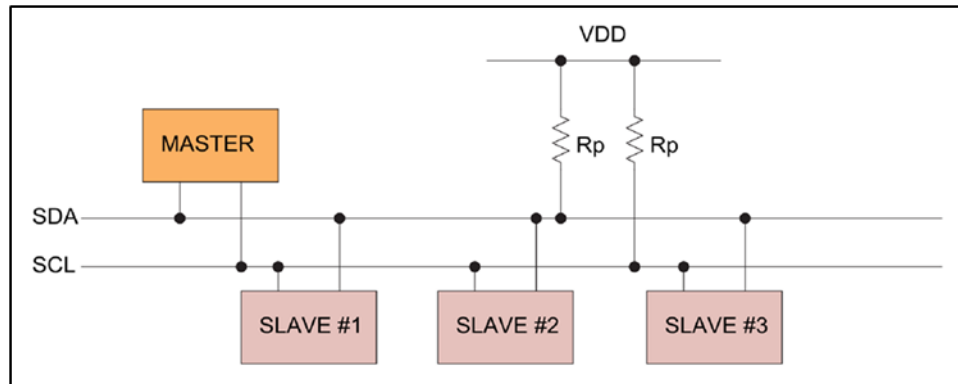 VDD
MASTER
Rp
Rp
SDA
SCL
SLAVE #1
SLAVE #2
SLAVE #3